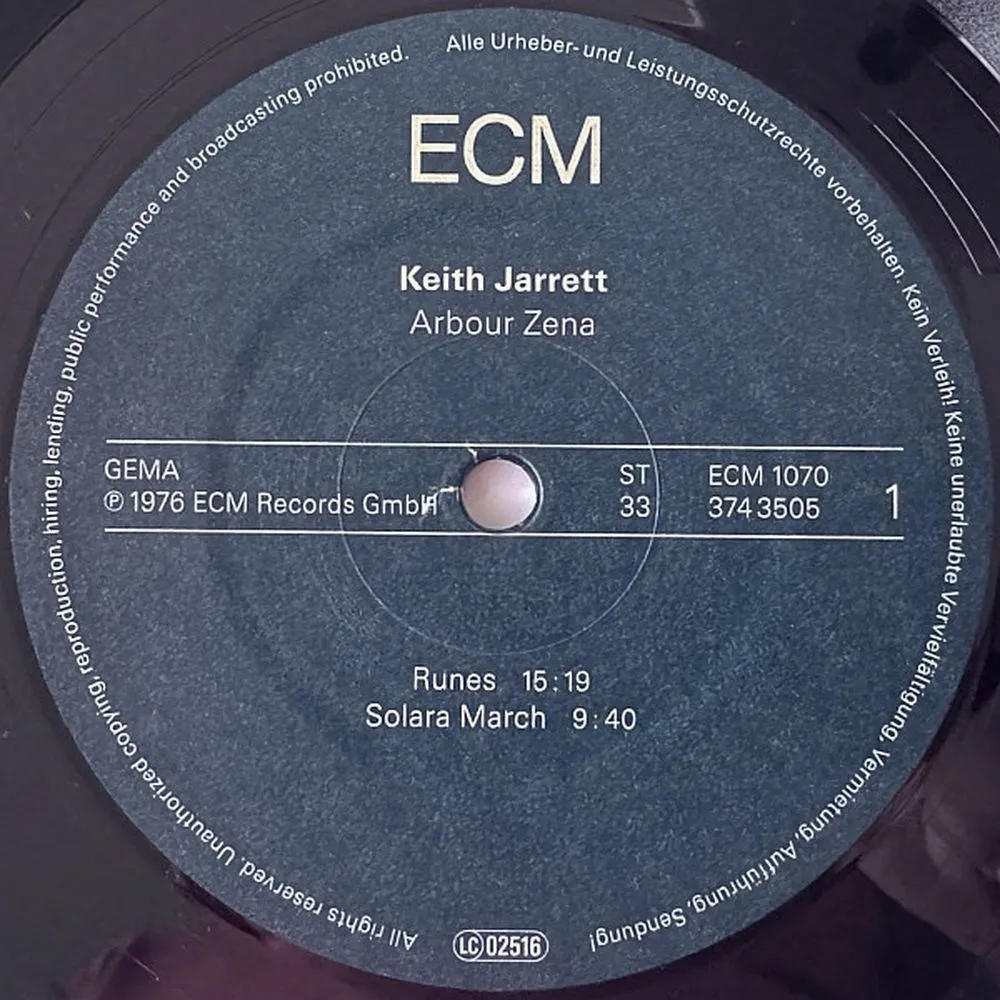 Alle Urheber- und Leistungsschutzrechte vorbehalten. Kein Verleih! Keine unerlaubte Vervielfältigung, Vermietung, Aufführung, Sendung!
ECM
Keith Jarrett
Arbour Zena
GEMA ST ECM 1070
℗ 1976 ECM Records GmbH 33 374 3505 1
Runes 15:19
Solara March 9:40
LC 02516
All rights reserved. Unauthorized copying, reproduction, hiring, lending, public performance and broadcasting prohibited.